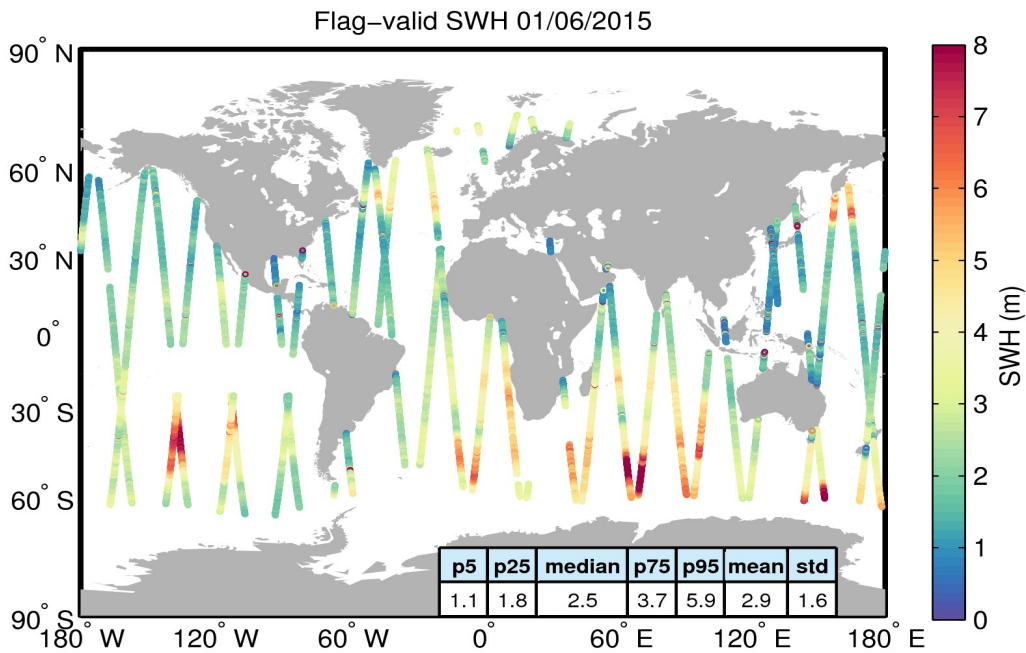 Flag−valid SWH 01/06/2015
90° N
60° N
30° N
0°
30° S
60° S
90° S
180° W
120° W
60° W
0°
60° E
120° E
180° E
p5 p25 median p75 p95 mean std
1.1 1.8 2.5 3.7 5.9 2.9 1.6
8
7
6
5
4
3
2
1
0
SWH (m)